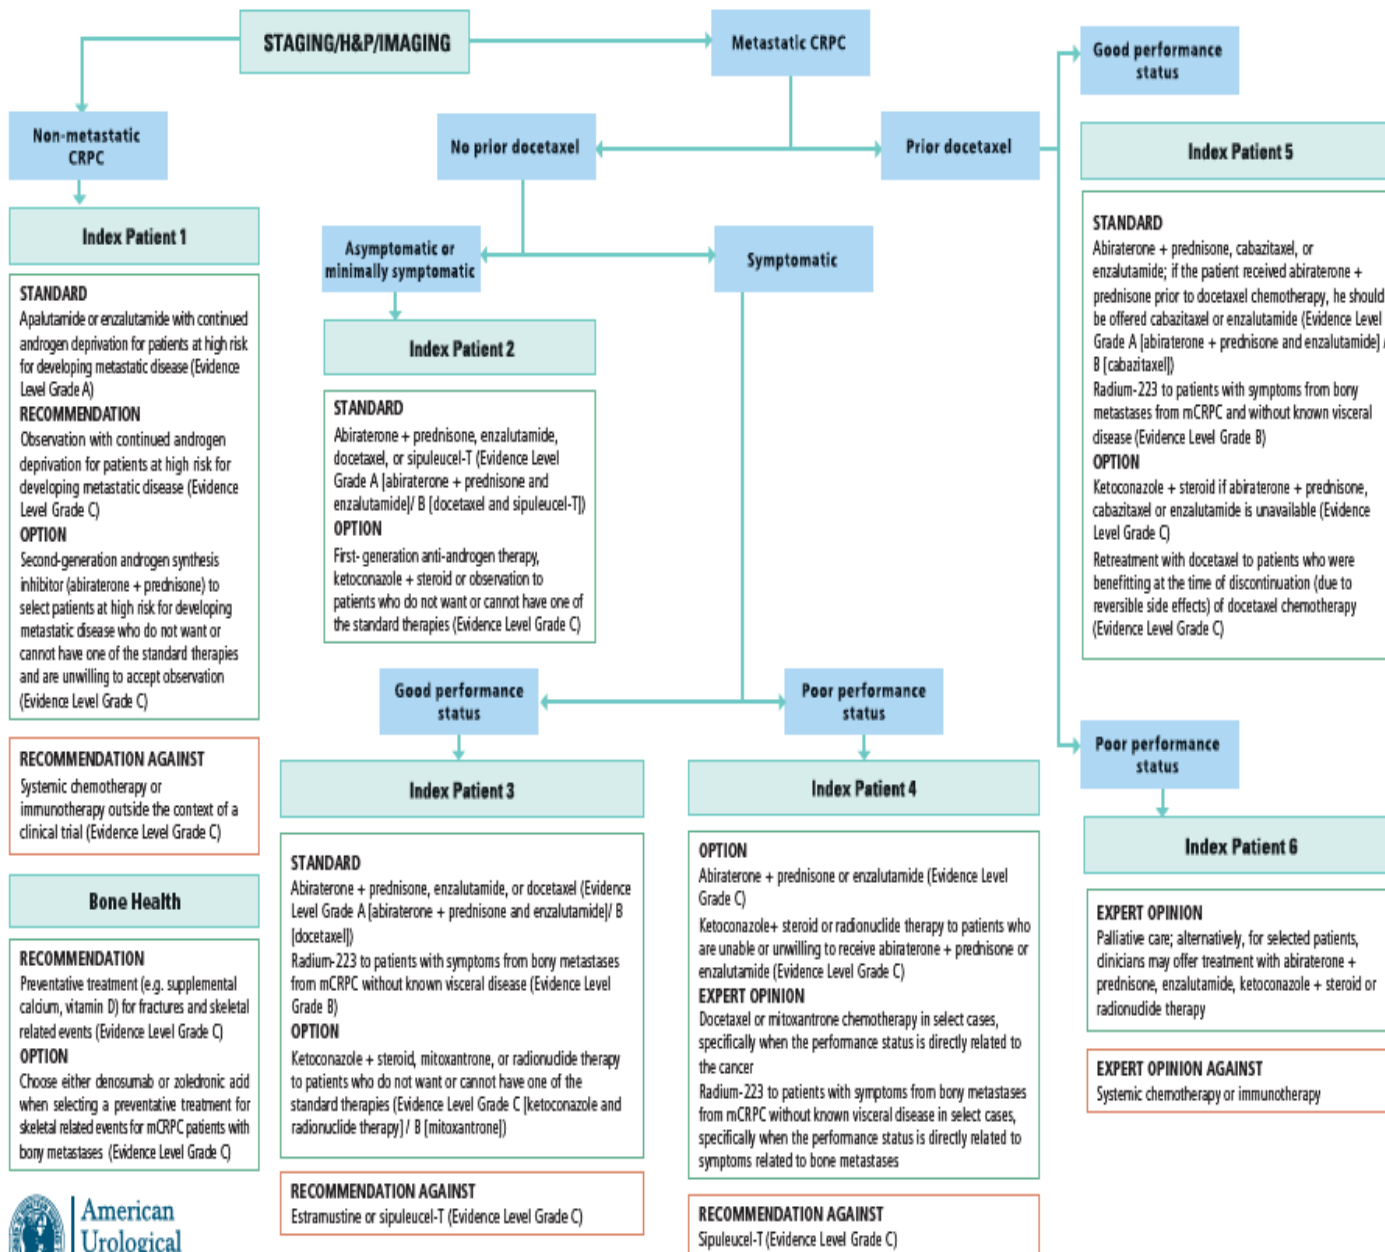 STAGING/H&P/IMAGING
Metastatic CRPC
Good performance
status
Non-metastatic
CRPC
No prior docetaxel
Prior docetaxel
Index Patient 5
STANDARD
Abiraterone + prednisone, cabazitaxel, or
enzalutamide; if the patient received abiraterone +
prednisone prior to docetaxel chemotherapy, he should
be offered cabazitaxel or enzalutamide (Evidence Level
Grade A [abiraterone + prednisone and enzalutamide] /
B [cabazitaxel])
Radium-223 to patients with symptoms from bony
metastases from mCRPC and without known visceral
disease (Evidence Level Grade B)
OPTION
Ketoconazole + steroid if abiraterone + prednisone,
cabazitaxel or enzalutamide is unavailable (Evidence
Level Grade C)
Retreatment with docetaxel to patients who were
benefitting at the time of discontinuation (due to
reversible side effects) of docetaxel chemotherapy
(Evidence Level Grade C)
Index Patient 1
STANDARD
Apalutamide or enzalutamide with continued
androgen deprivation for patients at high risk
for developing metastatic disease (Evidence
Level Grade A)
RECOMMENDATION
Observation with continued androgen
deprivation for patients at high risk for
developing metastatic disease (Evidence
Level Grade C)
OPTION
Second-generation androgen synthesis
inhibitor (abiraterone + prednisone) to
select patients at high risk for developing
metastatic disease who do not want or
cannot have one of the standard therapies
and are unwilling to accept observation
(Evidence Level Grade C)
RECOMMENDATION AGAINST
Systemic chemotherapy or
immunotherapy outside the context of a
clinical trial (Evidence Level Grade C)
Bone Health
RECOMMENDATION
Preventative treatment (e.g. supplemental
calcium, vitamin D) for fractures and skeletal
related events (Evidence Level Grade C)
OPTION
Choose either denosumab or zoledronic acid
when selecting a preventative treatment for
skeletal related events for mCRPC patients with
bony metastases (Evidence Level Grade C)
American
Urological
Asymptomatic or
minimally symptomatic
Symptomatic
Index Patient 2
STANDARD
Abiraterone + prednisone, enzalutamide,
docetaxel, or sipuleucel-T (Evidence Level
Grade A [abiraterone + prednisone and
enzalutamide]/ B [docetaxel and sipuleucel-T])
OPTION
First- generation anti-androgen therapy,
ketoconazole + steroid or observation to
patients who do not want or cannot have one of
the standard therapies (Evidence Level Grade C)
Good performance
status
Poor performance
status
Index Patient 3
STANDARD
Abiraterone + prednisone, enzalutamide, or docetaxel (Evidence
Level Grade A [abiraterone + prednisone and enzalutamide]/ B
[docetaxel])
Radium-223 to patients with symptoms from bony metastases
from mCRPC without known visceral disease (Evidence Level
Grade B)
OPTION
Ketoconazole + steroid, mitoxantrone, or radionuclide therapy
to patients who do not want or cannot have one of the
standard therapies (Evidence Level Grade C [ketoconazole and
radionuclide therapy] / B [mitoxantrone])
RECOMMENDATION AGAINST
Estramustine or sipuleucel-T (Evidence Level Grade C)
Index Patient 4
OPTION
Abiraterone + prednisone or enzalutamide (Evidence Level
Grade C)
Ketoconazole+ steroid or radionuclide therapy to patients who
are unable or unwilling to receive abiraterone + prednisone or
enzalutamide (Evidence Level Grade C)
EXPERT OPINION
Docetaxel or mitoxantrone chemotherapy in select cases,
specifically when the performance status is directly related to
the cancer
Radium-223 to patients with symptoms from bony metastases
from mCRPC without known visceral disease in select cases,
specifically when the performance status is directly related to
symptoms related to bone metastases
RECOMMENDATION AGAINST
Sipuleucel-T (Evidence Level Grade C)
Poor performance
status
Index Patient 6
EXPERT OPINION
Palliative care; alternatively, for selected patients,
clinicians may offer treatment with abiraterone +
prednisone, enzalutamide, ketoconazole + steroid or
radionuclide therapy
EXPERT OPINION AGAINST
Systemic chemotherapy or immunotherapy